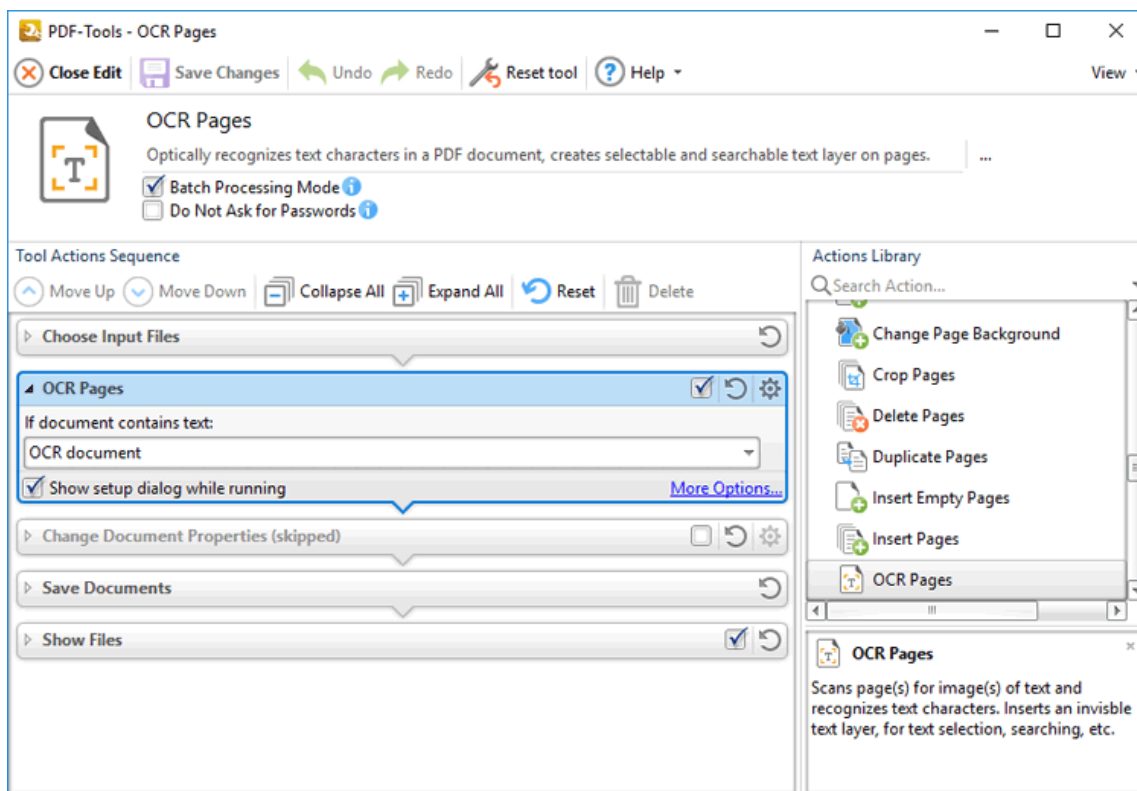 PDF-Tools - OCR Pages
Close Edit Save Changes Undo Redo Reset tool ? Help View
OCR Pages
Optically recognizes text characters in a PDF document, creates selectable and searchable text layer on pages. ...
Batch Processing Mode i
Do Not Ask for Passwords i
Tool Actions Sequence
Move Up Move Down Collapse All Expand All Reset Delete
Choose Input Files
OCR Pages
If document contains text:
OCR document
Show setup dialog while running More Options...
Change Document Properties (skipped)
Save Documents
Show Files
Actions Library
Search Action...
Change Page Background
Crop Pages
Delete Pages
Duplicate Pages
Insert Empty Pages
Insert Pages
T OCR Pages
T OCR Pages
Scans page(s) for image(s) of text and
recognizes text characters. Inserts an invisble
text layer, for text selection, searching, etc.